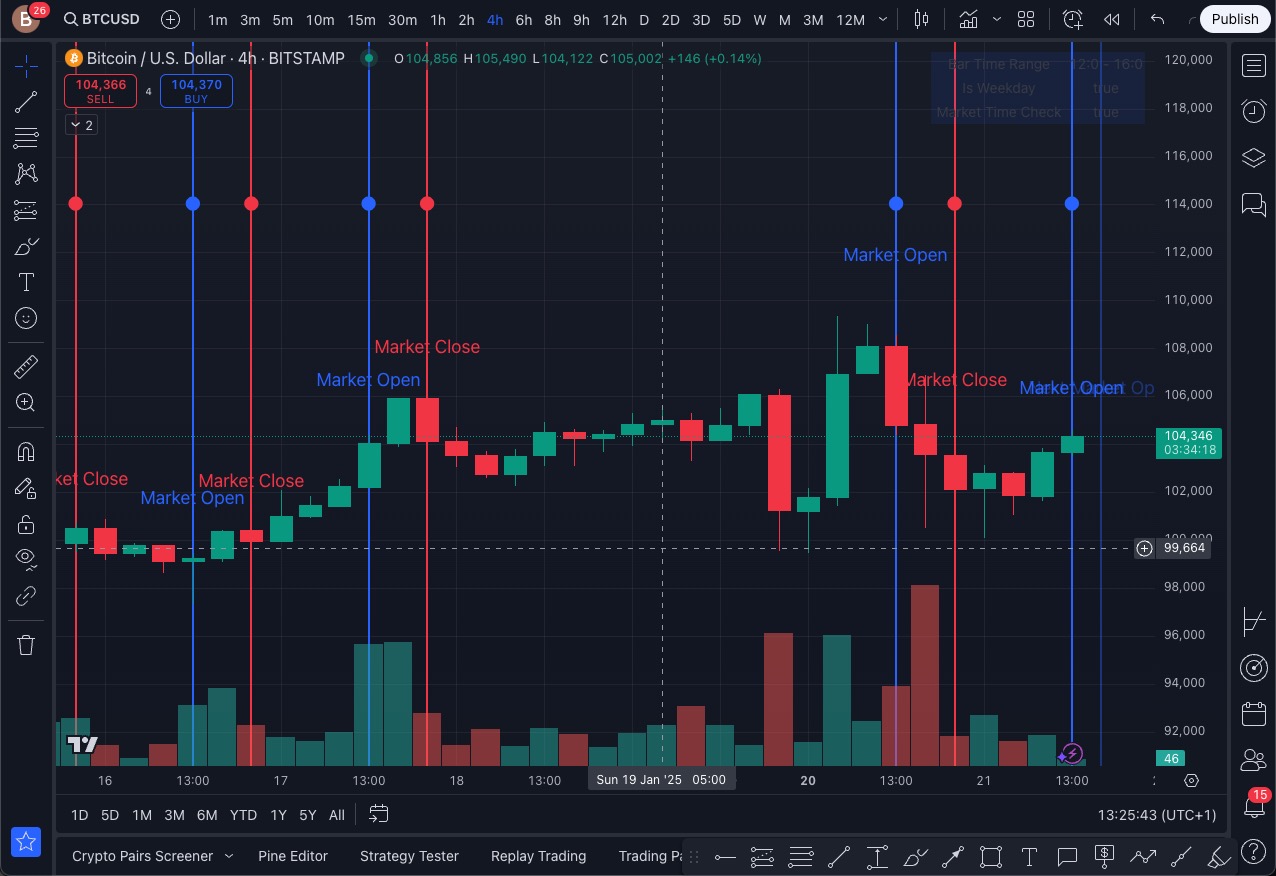 B 26 BTCUSD 1m 3m 5m 10m 15m 30m 1h 2h 4h 6h 8h 9h 12h D 2D 3D 5D W M 3M 12M Publish
Bitcoin / U.S. Dollar · 4h · BITSTAMP O104,856 H105,490 L104,122 C105,002 +146 (+0.14%)
104,366
SELL
4
104,370
BUY
2
Bar Time Range 12:0 - 16:0
Is Weekday true
Market Time Check true
120,000
118,000
116,000
114,000
112,000
110,000
108,000
106,000
104,346
03:34:18
102,000
100,000
99,664
98,000
96,000
94,000
92,000
46
Market Open
Market Close
Market Open
Market Close
Market Open
Market Close
Market Open
ket Close
16 13:00 17 13:00 18 13:00 Sun 19 Jan '25 05:00 20 13:00 21 13:00
1D 5D 1M 3M 6M YTD 1Y 5Y All 13:25:43 (UTC+1)
15
Crypto Pairs Screener Pine Editor Strategy Tester Replay Trading Trading